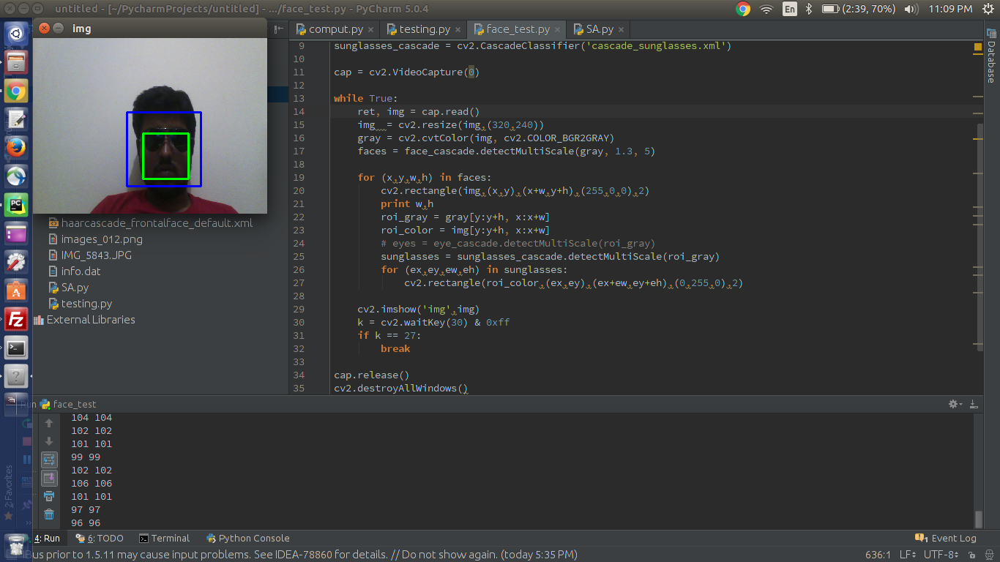 untitled - [~/PycharmProjects/untitled] - .../face_test.py - PyCharm 5.0.4
En (2:39, 70%) 11:09 PM
img
comput.py testing.py face_test.py SA.py
Database
9 sunglasses_cascade = cv2.CascadeClassifier('cascade_sunglasses.xml')
10
11 cap = cv2.VideoCapture(0)
12
13 while True:
14 ret, img = cap.read()
15 img = cv2.resize(img,(320,240))
16 gray = cv2.cvtColor(img, cv2.COLOR_BGR2GRAY)
17 faces = face_cascade.detectMultiScale(gray, 1.3, 5)
18
19 for (x,y,w,h) in faces:
20 cv2.rectangle(img,(x,y),(x+w,y+h),(255,0,0),2)
21 print w,h
22 roi_gray = gray[y:y+h, x:x+w]
23 roi_color = img[y:y+h, x:x+w]
24 # eyes = eye_cascade.detectMultiScale(roi_gray)
25 sunglasses = sunglasses_cascade.detectMultiScale(roi_gray)
26 for (ex,ey,ew,eh) in sunglasses:
27 cv2.rectangle(roi_color,(ex,ey),(ex+ew,ey+eh),(0,255,0),2)
28
29 cv2.imshow('img',img)
30 k = cv2.waitKey(30) & 0xff
31 if k == 27:
32 break
33
34 cap.release()
35 cv2.destroyAllWindows()
haarcascade_frontalface_default.xml
images_012.png
IMG_5843.JPG
info.dat
SA.py
testing.py
External Libraries
PC
Fz
Run face_test
104 104
102 102
101 101
99 99
102 102
106 106
101 101
97 97
96 96
2: Favorites
4: Run 6: TODO Terminal Python Console Event Log
IBus prior to 1.5.11 may cause input problems. See IDEA-78860 for details. // Do not show again. (today 5:35 PM) 636:1 LF UTF-8